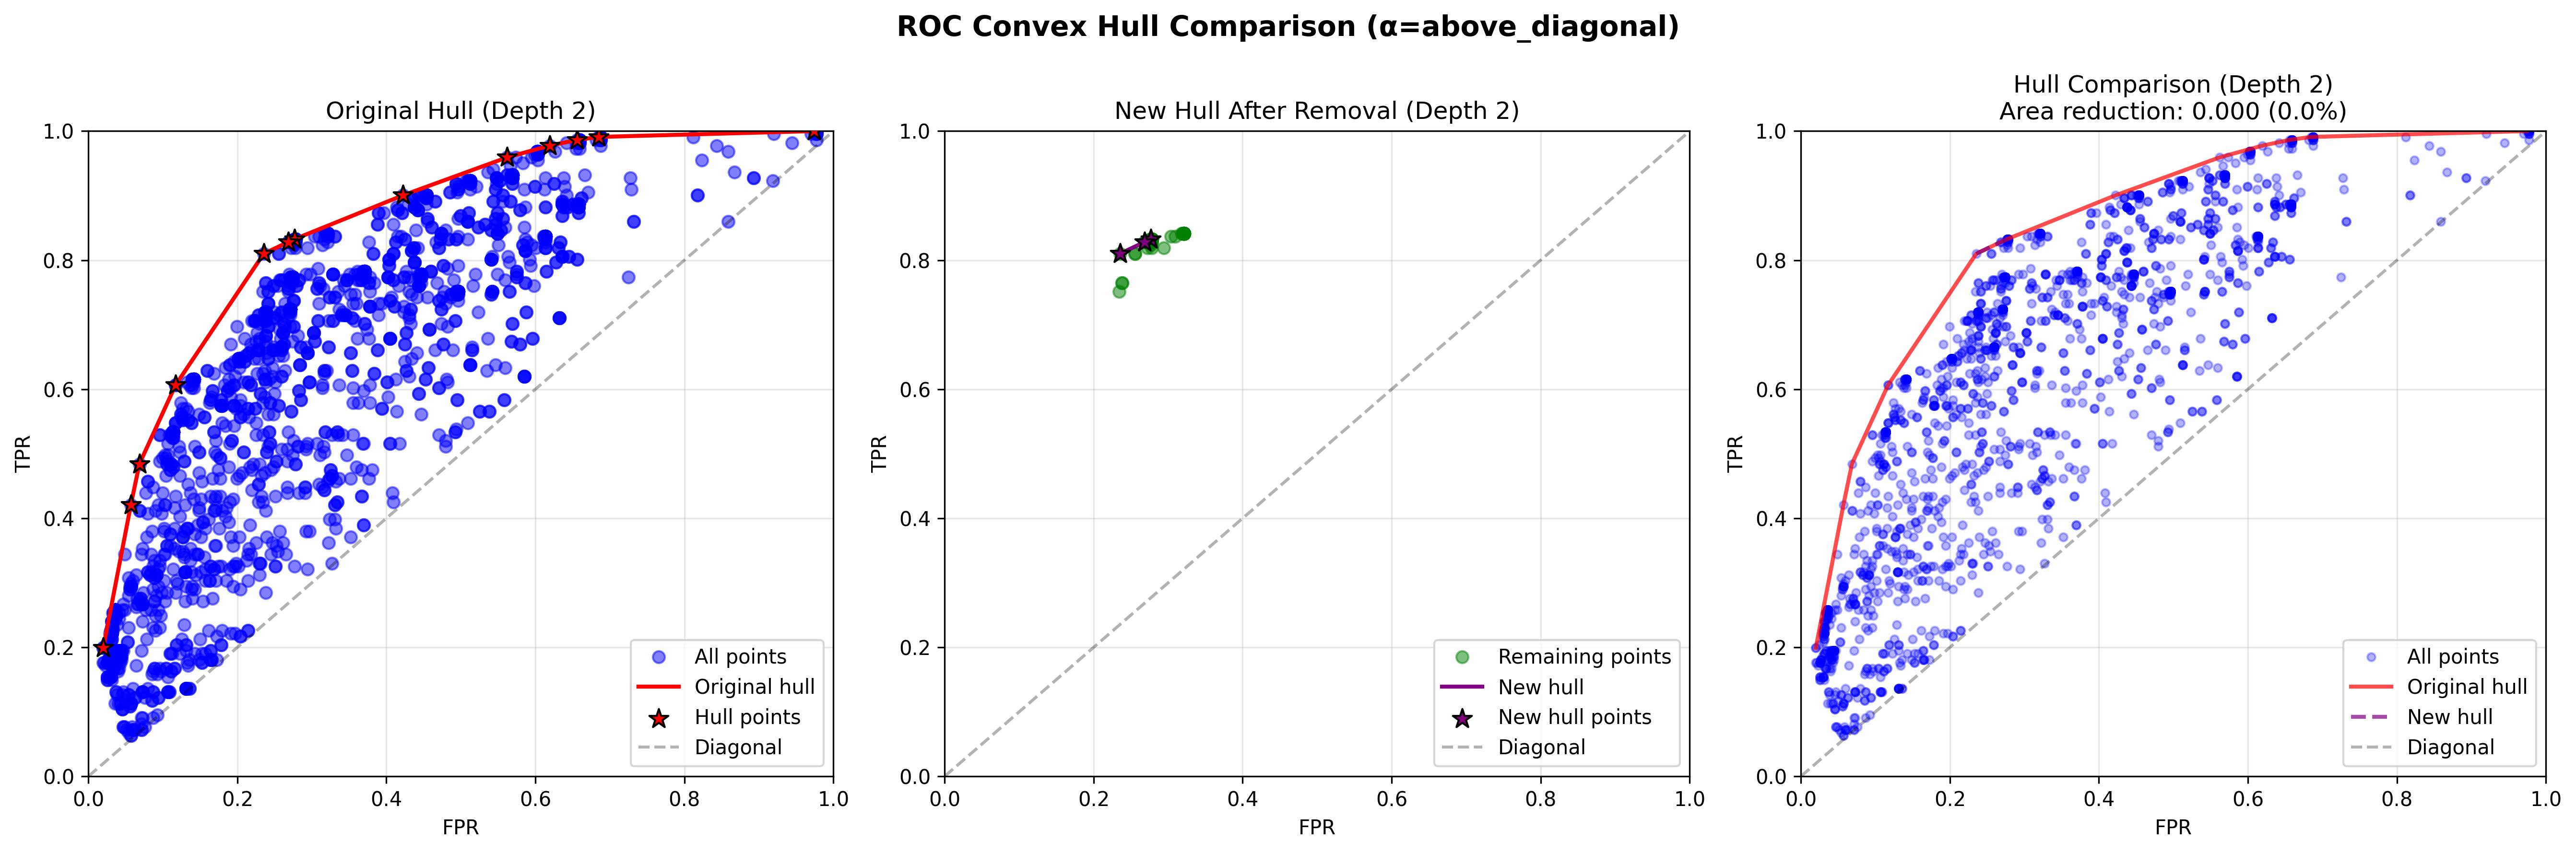 ROC Convex Hull Comparison (α=above_diagonal)
Original Hull (Depth 2)
1.0
0.8
0.6
0.4
0.2
0.0
TPR
0.0 0.2 0.4 0.6 0.8 1.0
FPR
All points
Original hull
Hull points
Diagonal
New Hull After Removal (Depth 2)
1.0
0.8
0.6
0.4
0.2
0.0
TPR
0.0 0.2 0.4 0.6 0.8 1.0
FPR
Remaining points
New hull
New hull points
Diagonal
Hull Comparison (Depth 2)
Area reduction: 0.000 (0.0%)
1.0
0.8
0.6
0.4
0.2
0.0
TPR
0.0 0.2 0.4 0.6 0.8 1.0
FPR
All points
Original hull
New hull
Diagonal